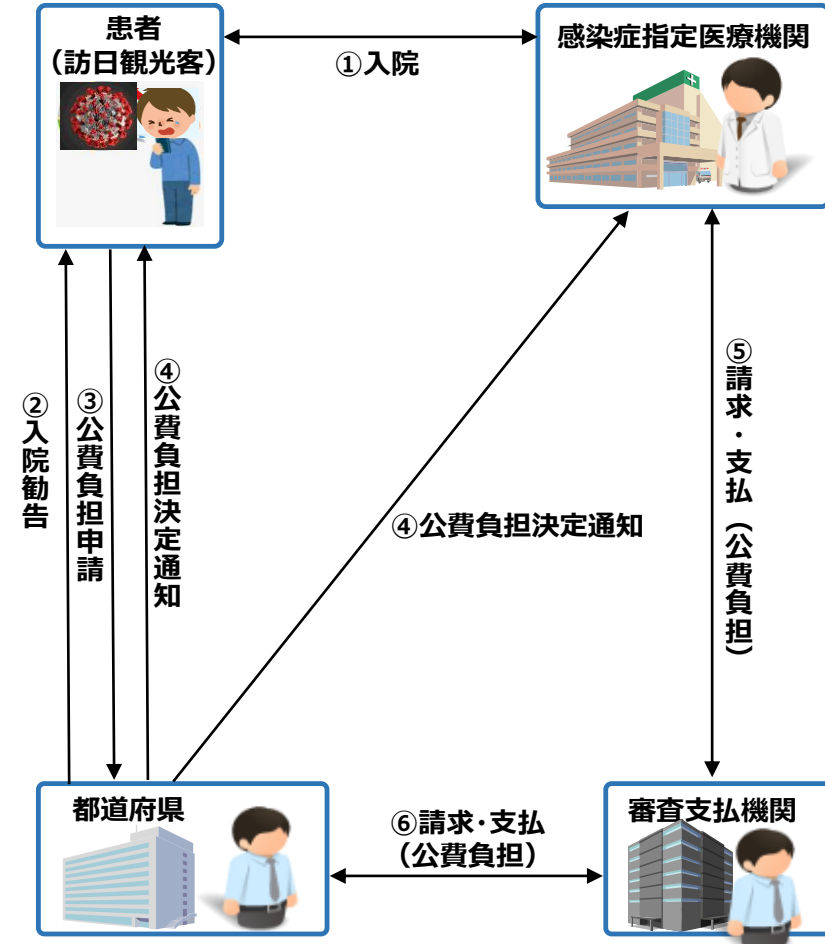 患者
（訪日観光客）
感染症指定医療機関
①入院
②入院勧告
③公費負担申請
④公費負担決定通知
④公費負担決定通知
⑤請求・支払（公費負担）
都道府県
⑥請求･支払
（公費負担）
審査支払機関